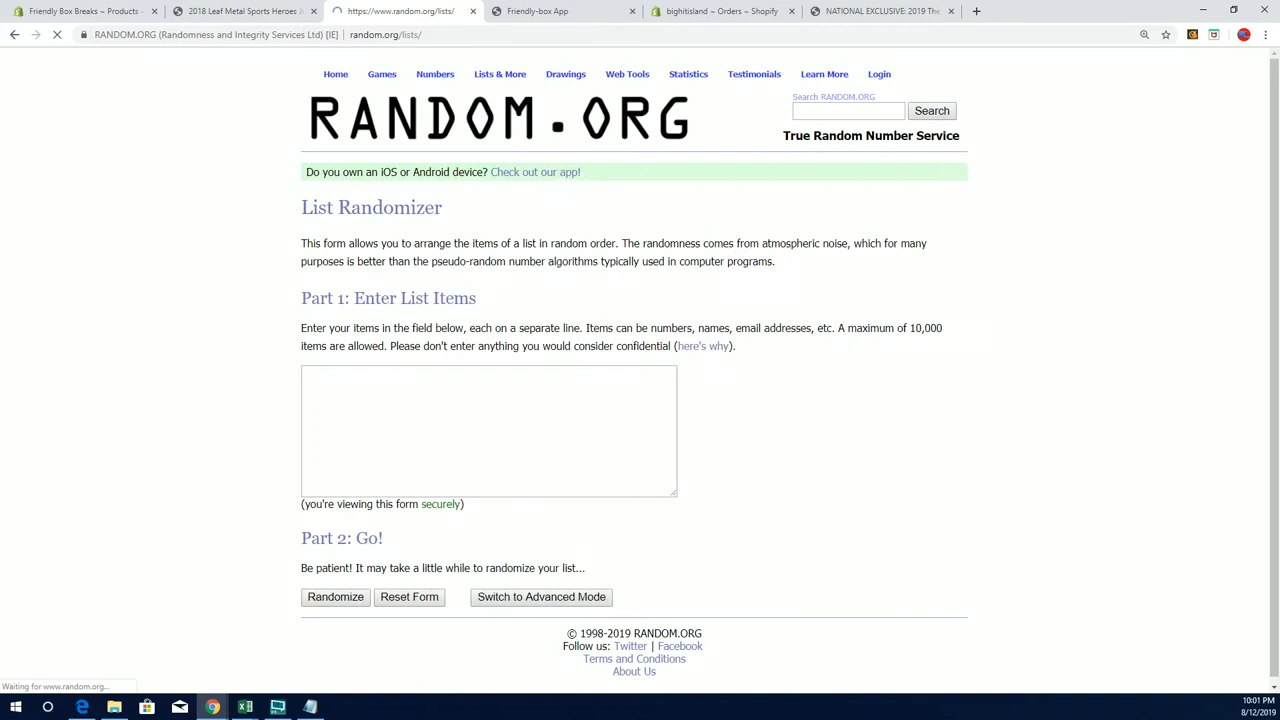 Friendly Box Breaks ~ Products ~
2018 Leaf Metal Sports Heroes J
https://www.random.org/lists/
Friendly-box App
bighitisland ~ Orders ~ Shopify
NATIONAL EXCLUSIVE: 2019 The
RANDOM.ORG (Randomness and Integrity Services Ltd) [IE] | random.org/lists/
Home Games Numbers Lists & More Drawings Web Tools Statistics Testimonials Learn More Login
RANDOM.ORG
Search RANDOM.ORG
Search
True Random Number Service
Do you own an iOS or Android device? Check out our app!
List Randomizer
This form allows you to arrange the items of a list in random order. The randomness comes from atmospheric noise, which for many
purposes is better than the pseudo-random number algorithms typically used in computer programs.
Part 1: Enter List Items
Enter your items in the field below, each on a separate line. Items can be numbers, names, email addresses, etc. A maximum of 10,000
items are allowed. Please don't enter anything you would consider confidential (here's why).
(you're viewing this form securely)
Part 2: Go!
Be patient! It may take a little while to randomize your list...
Randomize Reset Form Switch to Advanced Mode
© 1998-2019 RANDOM.ORG
Follow us: Twitter | Facebook
Terms and Conditions
About Us
Waiting for www.random.org...
10:01 PM
8/12/2019